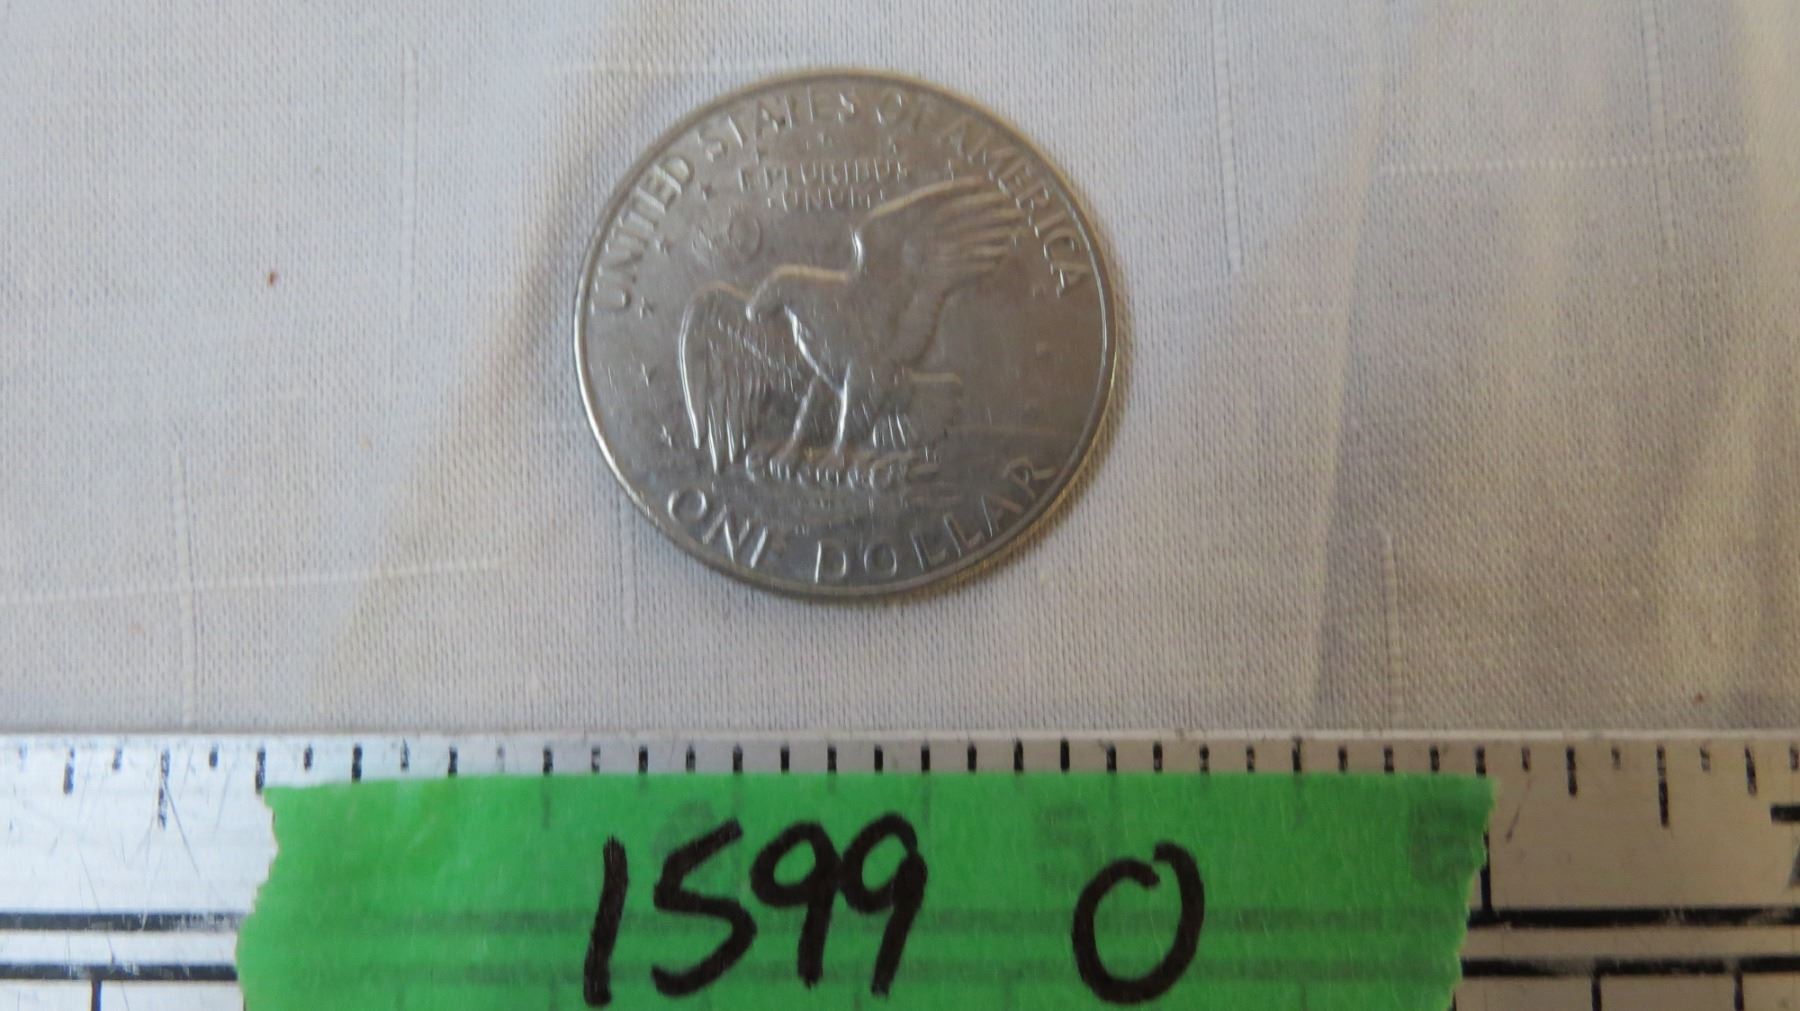 UNITED STATES OF AMERICA
E PLURIBUS
UNUM
ONE DOLLAR
1599 O